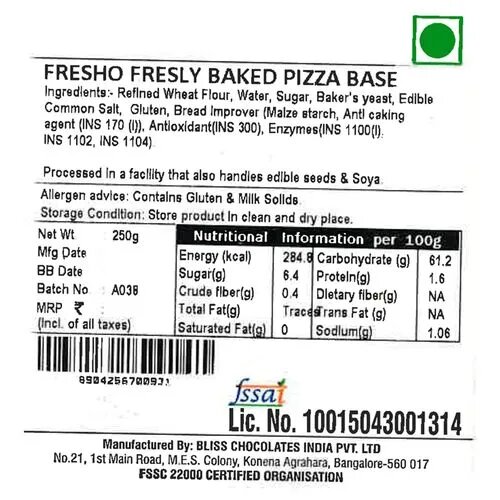 FRESHO FRESLY BAKED PIZZA BASE
Ingredients:- Refined Wheat Flour, Water, Sugar, Baker's yeast, Edible
Common Salt, Gluten, Bread Improver (Maize starch, Anti caking
agent (INS 170 (i)), Antioxidant(INS 300), Enzymes(INS 1100(i).
INS 1102, INS 1104).
Processed in a facility that also handles edible seeds & Soya.
Allergen advice: Contains Gluten & Milk Solids.
Storage Condition: Store product in clean and dry place.
Net Wt 250g
Mfg Date
BB Date
Batch No A038
MRP ₹
(Incl. of all taxes)
Nutritional Information per 100g
Energy (kcal) 284.8 Carbohydrate (g) 61.2
Sugar(g) 6.4 Protein(g) 1.6
Crude fiber(g) 0.4 Dietary fiber(g) NA
Total Fat(g) Traces Trans Fat (g) NA
Saturated Fat(g) 0 Sodium(g) 1.06
8904256700931
fssai
Lic. No. 10015043001314
Manufactured By: BLISS CHOCOLATES INDIA PVT. LTD
No.21, 1st Main Road, M.E.S. Colony, Konena Agrahara, Bangalore-560 017
FSSC 22000 CERTIFIED ORGANISATION